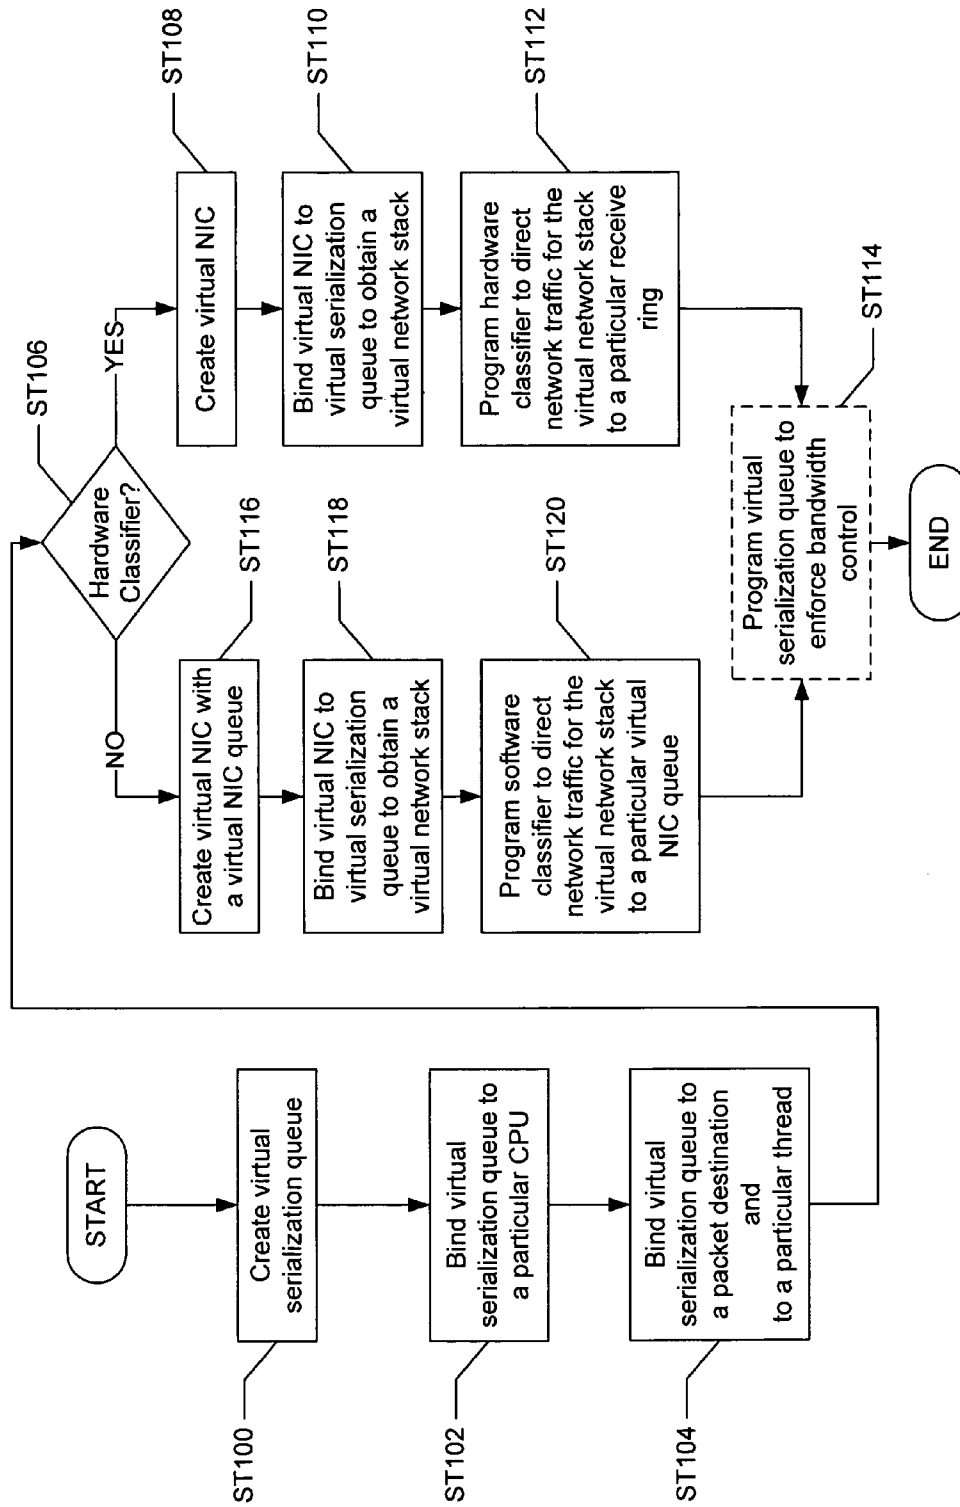 START
ST100
Create virtual
serialization queue
ST102
Bind virtual
serialization queue to
a particular CPU
ST104
Bind virtual
serialization queue to
a packet destination
and
to a particular thread
ST106
Hardware
Classifier?
NO
YES
ST116
Create virtual NIC with
a virtual NIC queue
ST118
Bind virtual NIC to
virtual serialization
queue to obtain a
virtual network stack
ST120
Program software
classifier to direct
network traffic for the
virtual network stack
to a particular virtual
NIC queue
ST108
Create virtual NIC
ST110
Bind virtual NIC to
virtual serialization
queue to obtain a
virtual network stack
ST112
Program hardware
classifier to direct
network traffic for the
virtual network stack
to a particular receive
ring
ST114
Program virtual
serialization queue to
enforce bandwidth
control
END